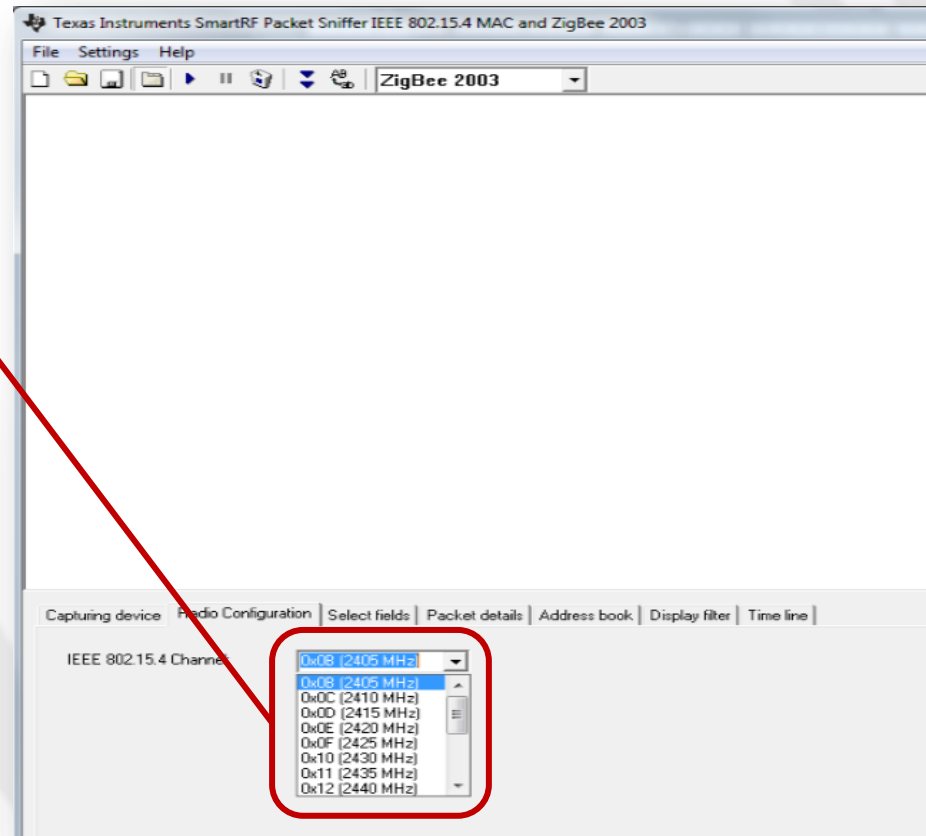 Texas Instruments SmartRF Packet Sniffer IEEE 802.15.4 MAC and ZigBee 2003
File Settings Help
ZigBee 2003
Capturing device Radio Configuration Select fields Packet details Address book Display filter Time line
IEEE 802.15.4 Channel 0x0B (2405 MHz)
0x0B (2405 MHz)
0x0C (2410 MHz)
0x0D (2415 MHz)
0x0E (2420 MHz)
0x0F (2425 MHz)
0x10 (2430 MHz)
0x11 (2435 MHz)
0x12 (2440 MHz)